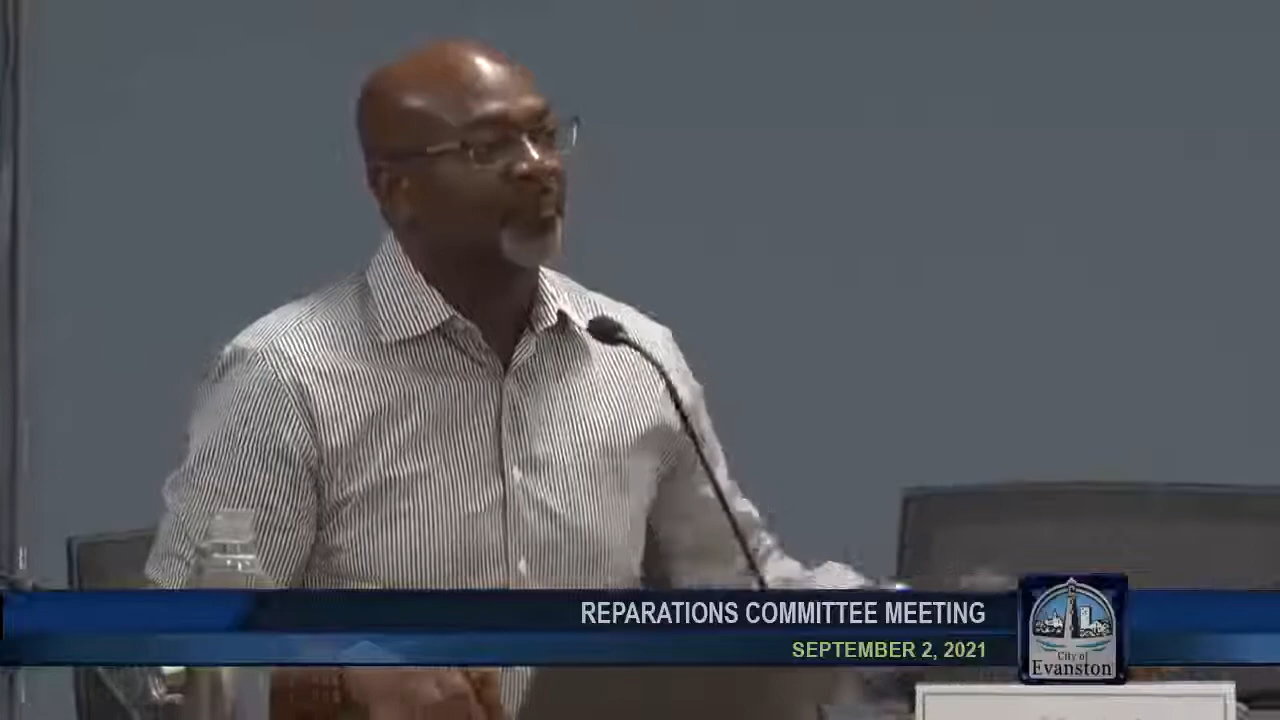 REPARATIONS COMMITTEE MEETING
SEPTEMBER 2, 2021
City of
Evanston